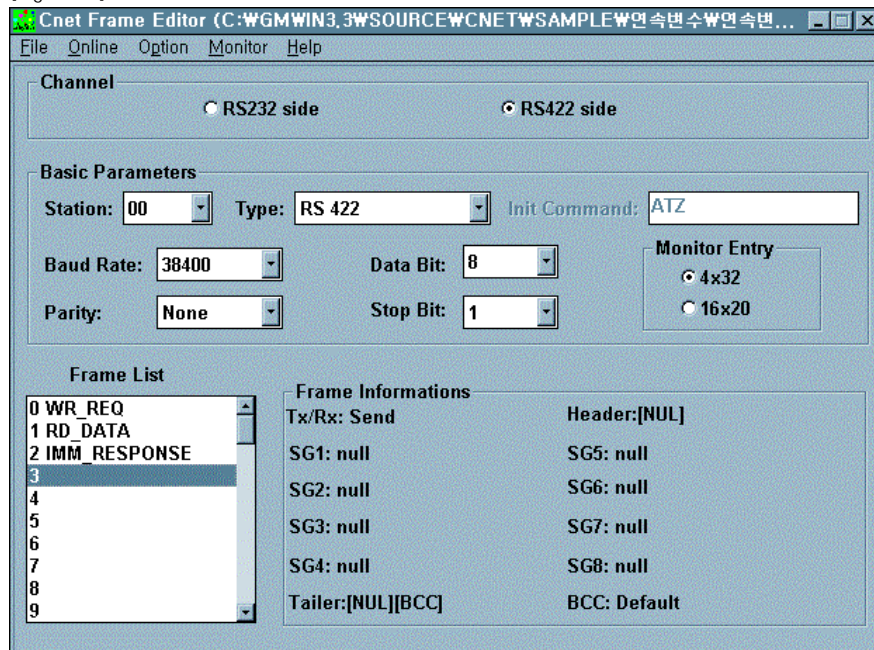 Cnet Frame Editor (C:₩GM₩IN3,3₩SOURCE₩CNET₩SAMPLE₩연속변수₩연속변...
File Online Option Monitor Help
Channel
RS232 side RS422 side
Basic Parameters
Station: 00 Type: RS 422 Init Command: ATZ
Baud Rate: 38400 Data Bit: 8 Monitor Entry
4x32
Parity: None Stop Bit: 1 16x20
Frame List
Frame Informations
0 WR_REQ
1 RD_DATA
2 IMM_RESPONSE
3
4
5
6
7
8
9
Tx/Rx: Send Header:[NUL]
SG1: null SG5: null
SG2: null SG6: null
SG3: null SG7: null
SG4: null SG8: null
Tailer:[NUL][BCC] BCC: Default